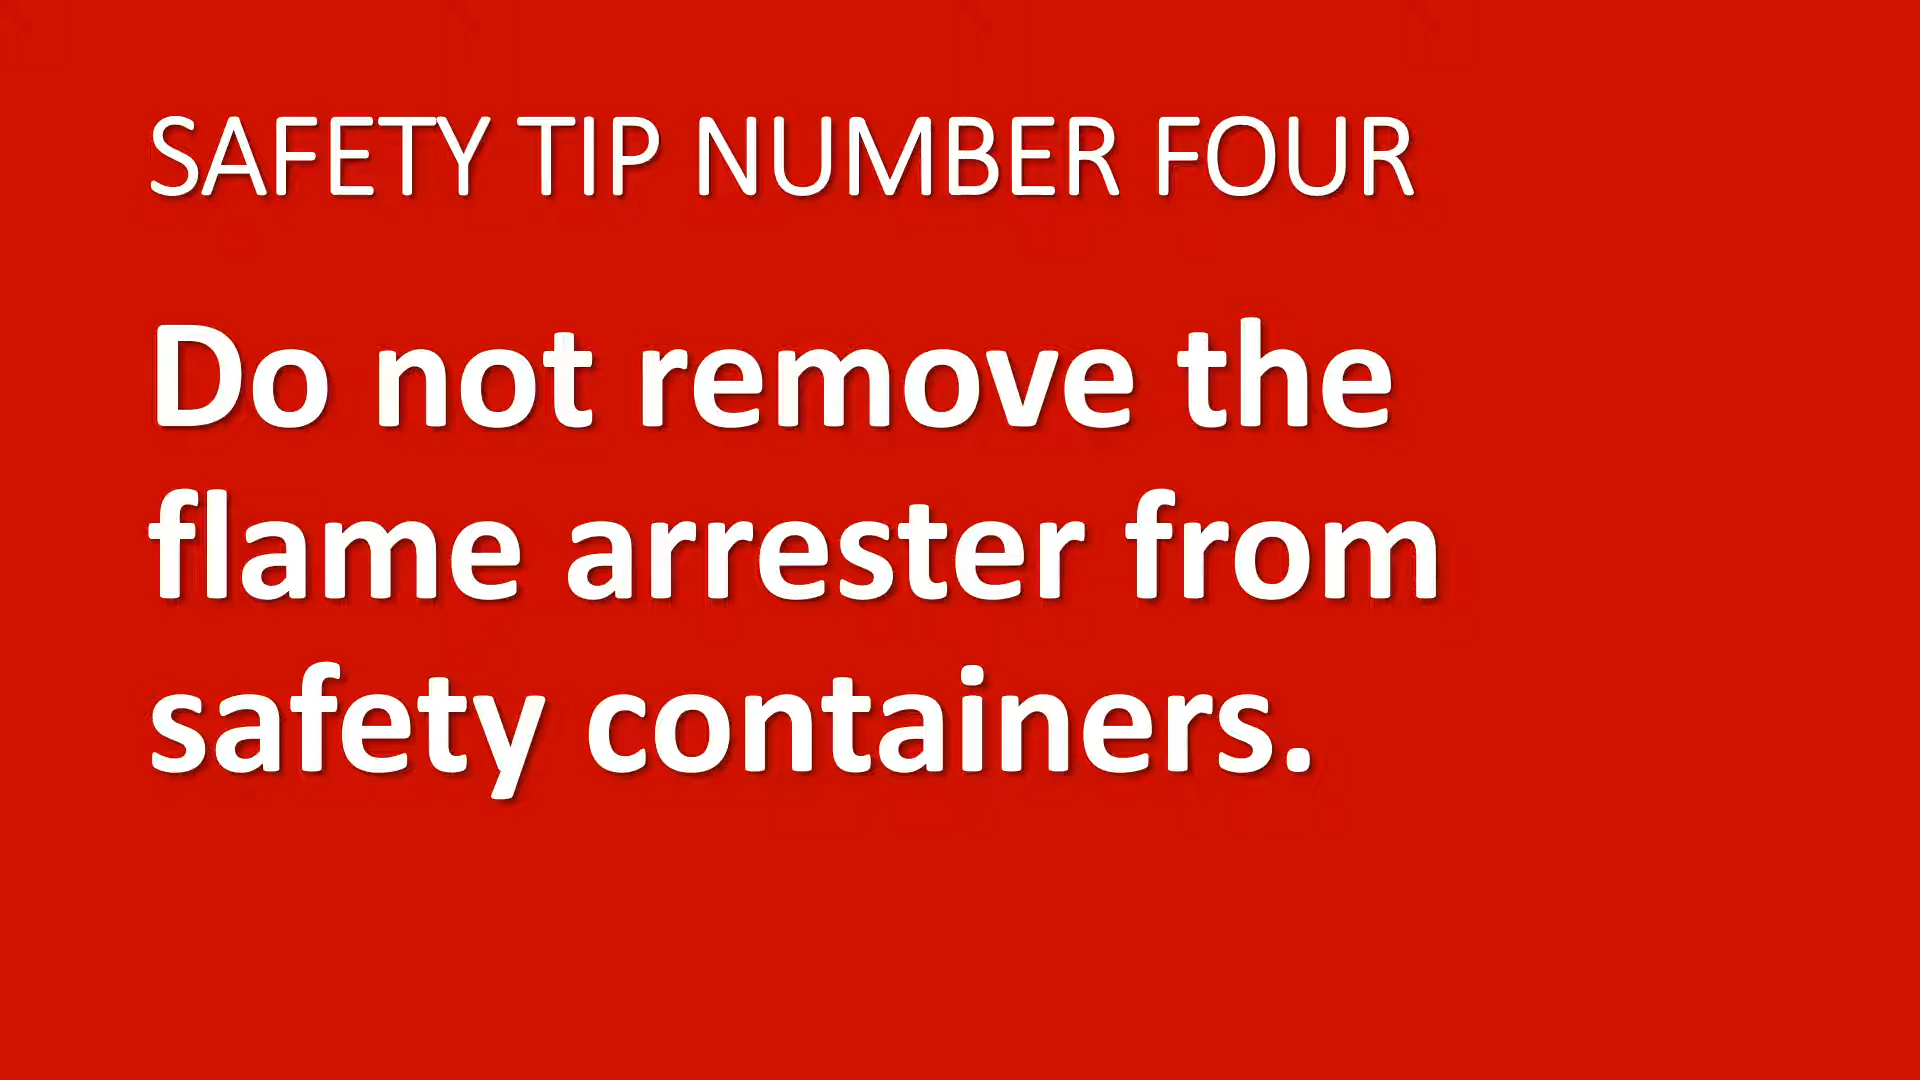 SAFETY TIP NUMBER FOUR
Do not remove the
flame arrester from
safety containers.